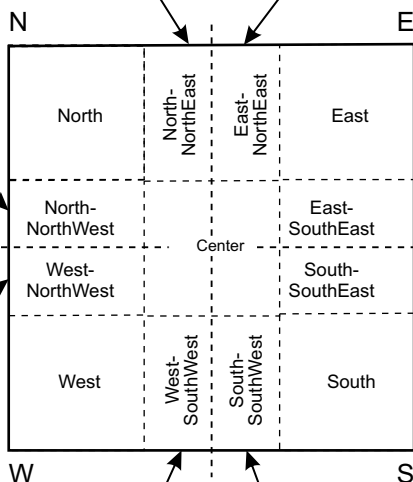 N
E
North
North-
NorthEast
East-
NorthEast
East
North-
NorthWest
East-
SouthEast
Center
West-
NorthWest
South-
SouthEast
West
West-
SouthWest
South-
SouthWest
South
W
S